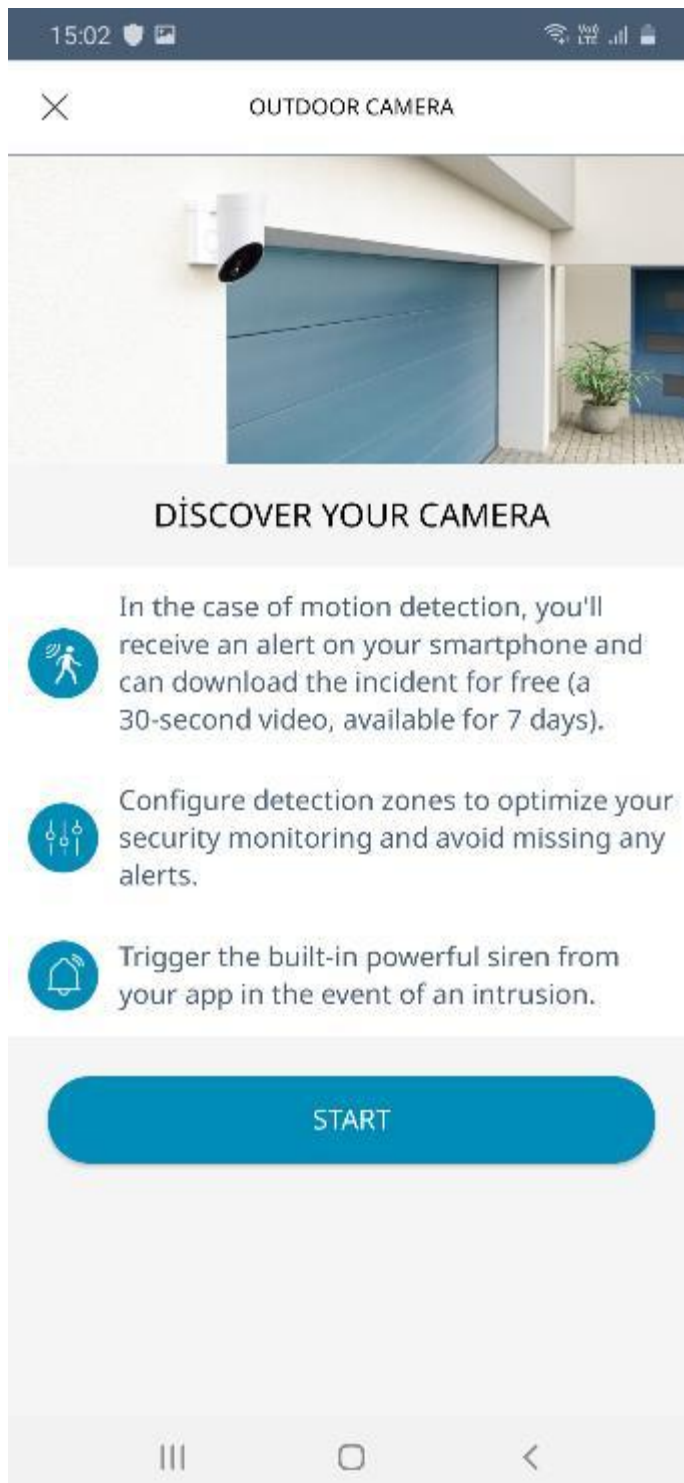 15:02
Vo)) LTE
OUTDOOR CAMERA
DİSCOVER YOUR CAMERA
In the case of motion detection, you'll
receive an alert on your smartphone and
can download the incident for free (a
30-second video, available for 7 days).
Configure detection zones to optimize your
security monitoring and avoid missing any
alerts.
Trigger the built-in powerful siren from
your app in the event of an intrusion.
START